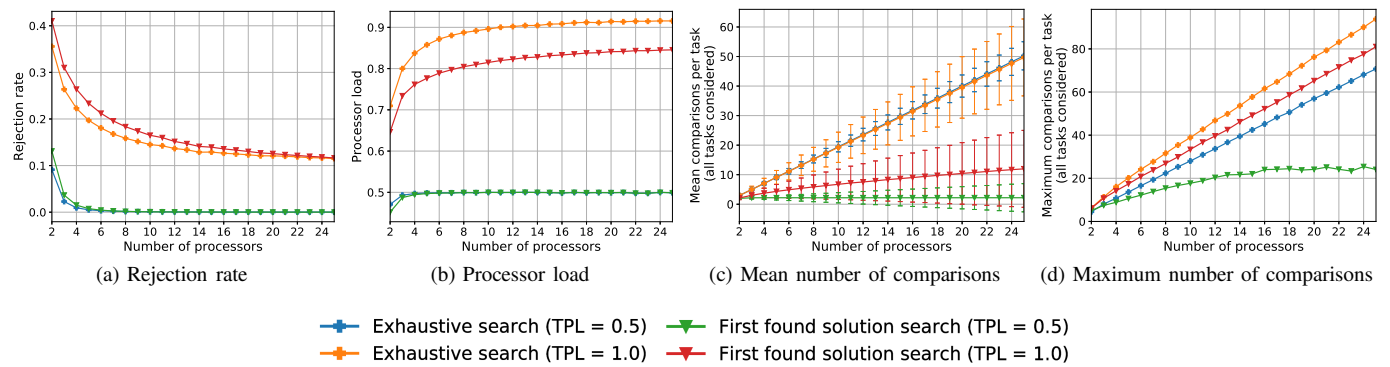 0.4
0.3
0.2
0.1
0.0
Rejection rate
2 4 6 8 10 12 14 16 18 20 22 24
Number of processors
(a) Rejection rate
0.9
0.8
0.7
0.6
0.5
Processor load
2 4 6 8 10 12 14 16 18 20 22 24
Number of processors
(b) Processor load
60
50
40
30
20
10
0
Mean comparisons per task
(all tasks considered)
2 4 6 8 10 12 14 16 18 20 22 24
Number of processors
(c) Mean number of comparisons
80
60
40
20
0
Maximum comparisons per task
(all tasks considered)
2 4 6 8 10 12 14 16 18 20 22 24
Number of processors
(d) Maximum number of comparisons
Exhaustive search (TPL = 0.5)
Exhaustive search (TPL = 1.0)
First found solution search (TPL = 0.5)
First found solution search (TPL = 1.0)